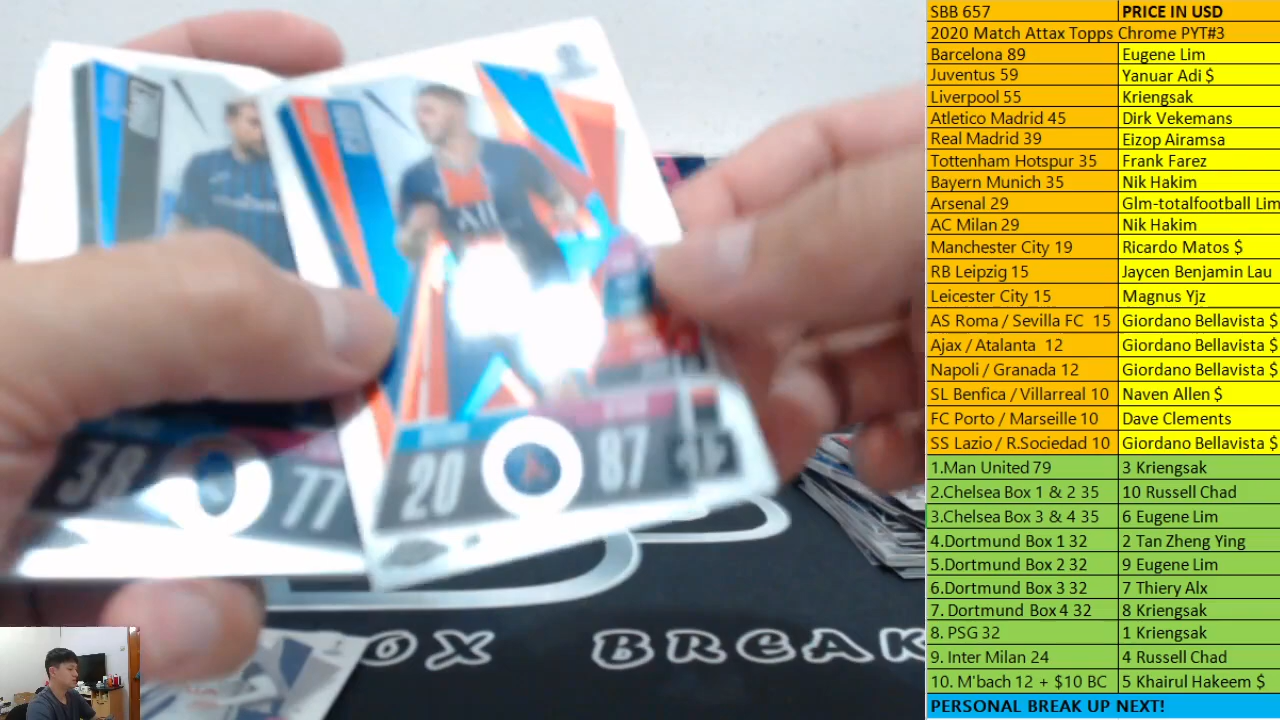 SBB 657 PRICE IN USD
2020 Match Attax Topps Chrome PYT#3
Barcelona 89 Eugene Lim
Juventus 59 Yanuar Adi $
Liverpool 55 Kriengsak
Atletico Madrid 45 Dirk Vekemans
Real Madrid 39 Eizop Airamsa
Tottenham Hotspur 35 Frank Farez
Bayern Munich 35 Nik Hakim
Arsenal 29 Glm-totalfootball Lim
AC Milan 29 Nik Hakim
Manchester City 19 Ricardo Matos $
RB Leipzig 15 Jaycen Benjamin Lau
Leicester City 15 Magnus Yjz
AS Roma / Sevilla FC 15 Giordano Bellavista $
Ajax / Atalanta 12 Giordano Bellavista $
Napoli / Granada 12 Giordano Bellavista $
SL Benfica / Villarreal 10 Naven Allen $
FC Porto / Marseille 10 Dave Clements
SS Lazio / R.Sociedad 10 Giordano Bellavista $
1.Man United 79 3 Kriengsak
2.Chelsea Box 1 & 2 35 10 Russell Chad
3.Chelsea Box 3 & 4 35 6 Eugene Lim
4.Dortmund Box 1 32 2 Tan Zheng Ying
5.Dortmund Box 2 32 9 Eugene Lim
6.Dortmund Box 3 32 7 Thiery Alx
7. Dortmund Box 4 32 8 Kriengsak
8. PSG 32 1 Kriengsak
9. Inter Milan 24 4 Russell Chad
10. M'bach 12 + $10 BC 5 Khairul Hakeem $
PERSONAL BREAK UP NEXT!
38 77
20 87
OX BREAK